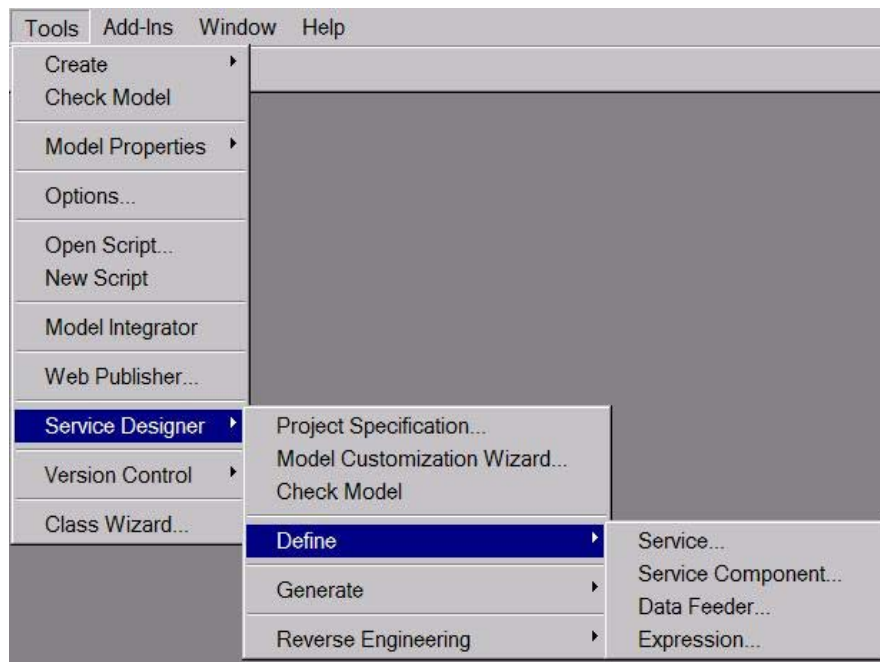 Tools Add-Ins Window Help
Create
Check Model
Model Properties
Options...
Open Script...
New Script
Model Integrator
Web Publisher...
Service Designer
Version Control
Class Wizard...
Project Specification...
Model Customization Wizard...
Check Model
Define
Generate
Reverse Engineering
Service...
Service Component...
Data Feeder...
Expression...